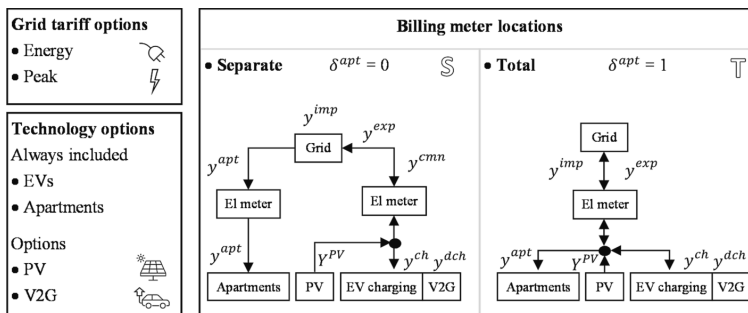 Grid tariff options
• Energy
• Peak
Technology options
Always included
• EVs
• Apartments
Options
• PV
• V2G
Billing meter locations
• Separate δ^{apt} = 0 S
y^{imp}
y^{exp}
Grid
y^{apt}
y^{cmn}
El meter
El meter
y^{apt}
Y^{PV}
y^{ch} y^{dch}
Apartments PV EV charging V2G
• Total δ^{apt} = 1 T
Grid
y^{imp} y^{exp}
El meter
y^{apt}
Y^{PV}
y^{ch} y^{dch}
Apartments PV EV charging V2G